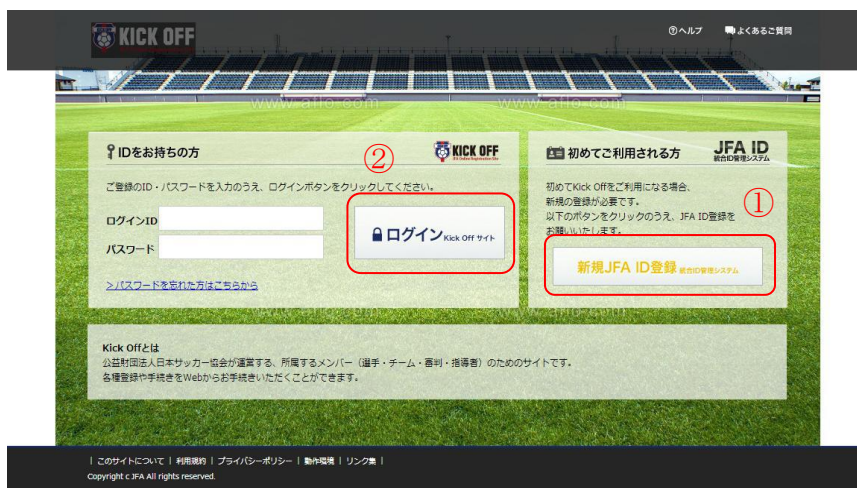 KICK OFF
ヘルプ
よくあるご質問
www.aflo.com
www.aflo.com
IDをお持ちの方
②
KICK OFF
ご登録のID・パスワードを入力のうえ、ログインボタンをクリックしてください。
ログインID
パスワード
ログイン Kick Off サイト
>パスワードを忘れた方はこちらから
初めてご利用される方
JFA ID
統合ID管理システム
初めてKick Offをご利用になる場合、
新規の登録が必要です。
①
以下のボタンをクリックのうえ、JFA ID登録を
お願いいたします。
新規JFA ID登録 統合ID管理システム
Kick Offとは
公益財団法人日本サッカー協会が運営する、所属するメンバー（選手・チーム・審判・指導者）のためのサイトです。
各種登録や手続きをWebからお手続きいただくことができます。
| このサイトについて | 利用規約 | プライバシーポリシー | 動作環境 | リンク集 |
Copyright c JFA All rights reserved.